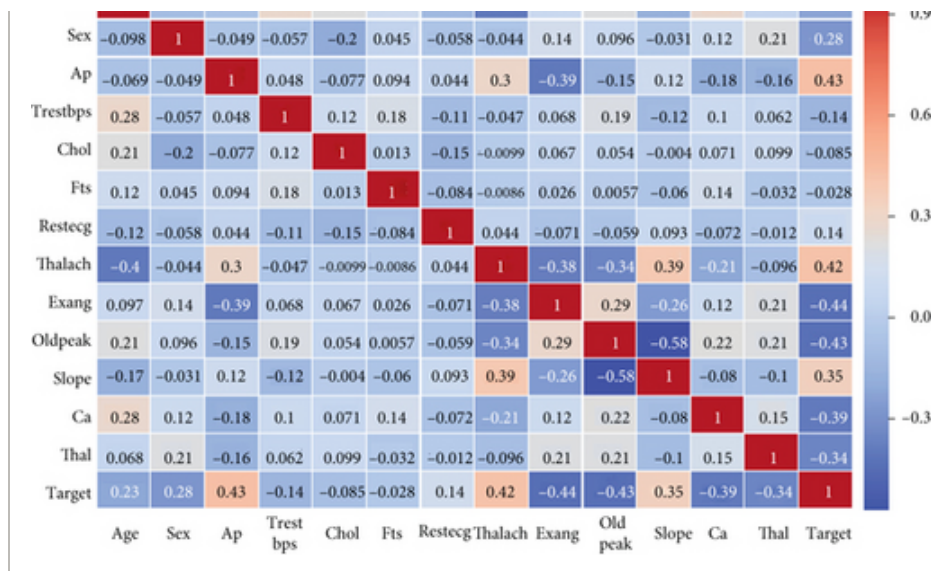 0.9
Sex −0.098 1 −0.049 −0.057 −0.2 0.045 −0.058 −0.044 0.14 0.096 −0.031 0.12 0.21 0.28
Ap −0.069 −0.049 1 0.048 −0.077 0.094 0.044 0.3 −0.39 −0.15 0.12 −0.18 −0.16 0.43
0.6
Trestbps 0.28 −0.057 0.048 1 0.12 0.18 −0.11 −0.047 0.068 0.19 −0.12 0.1 0.062 −0.14
Chol 0.21 −0.2 −0.077 0.12 1 0.013 −0.15 −0.0099 0.067 0.054 −0.004 0.071 0.099 −0.085
Fts 0.12 0.045 0.094 0.18 0.013 1 −0.084 −0.0086 0.026 0.0057 −0.06 0.14 −0.032 −0.028
0.3
Restecg −0.12 −0.058 0.044 −0.11 −0.15 −0.084 1 0.044 −0.071 −0.059 0.093 −0.072 −0.012 0.14
Thalach −0.4 −0.044 0.3 −0.047 −0.0099 −0.0086 0.044 1 −0.38 −0.34 0.39 −0.21 −0.096 0.42
Exang 0.097 0.14 −0.39 0.068 0.067 0.026 −0.071 −0.38 1 0.29 −0.26 0.12 0.21 −0.44
0.0
Oldpeak 0.21 0.096 −0.15 0.19 0.054 0.0057 −0.059 −0.34 0.29 1 −0.58 0.22 0.21 −0.43
Slope −0.17 −0.031 0.12 −0.12 −0.004 −0.06 0.093 0.39 −0.26 −0.58 1 −0.08 −0.1 0.35
Ca 0.28 0.12 −0.18 0.1 0.071 0.14 −0.072 −0.21 0.12 0.22 −0.08 1 0.15 −0.39
−0.3
Thal 0.068 0.21 −0.16 0.062 0.099 −0.032 −0.012 −0.096 0.21 0.21 −0.1 0.15 1 −0.34
Target 0.23 0.28 0.43 −0.14 −0.085 −0.028 0.14 0.42 −0.44 −0.43 0.35 −0.39 −0.34 1
Age Sex Ap Trest bps Chol Fts Restecg Thalach Exang Old peak Slope Ca Thal Target